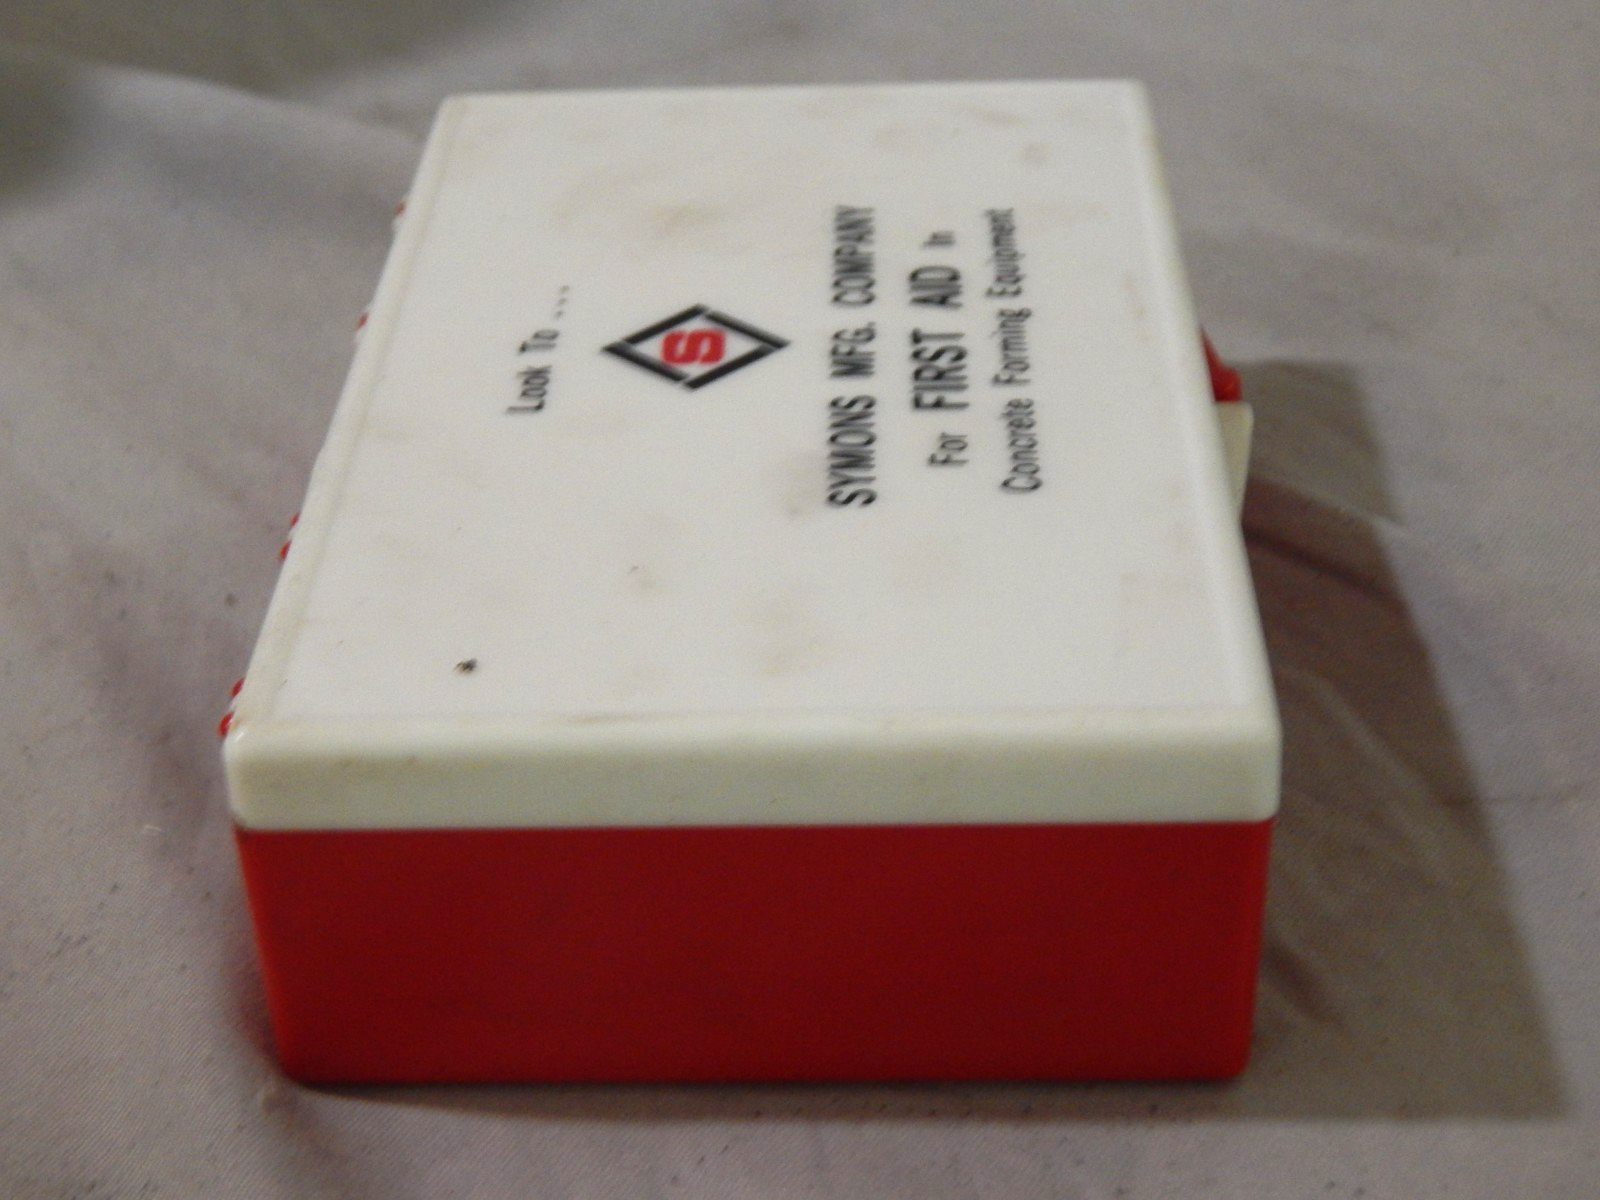 Look To ....
S
SYMONS MFG. COMPANY
For FIRST AID In
Concrete Forming Equipment